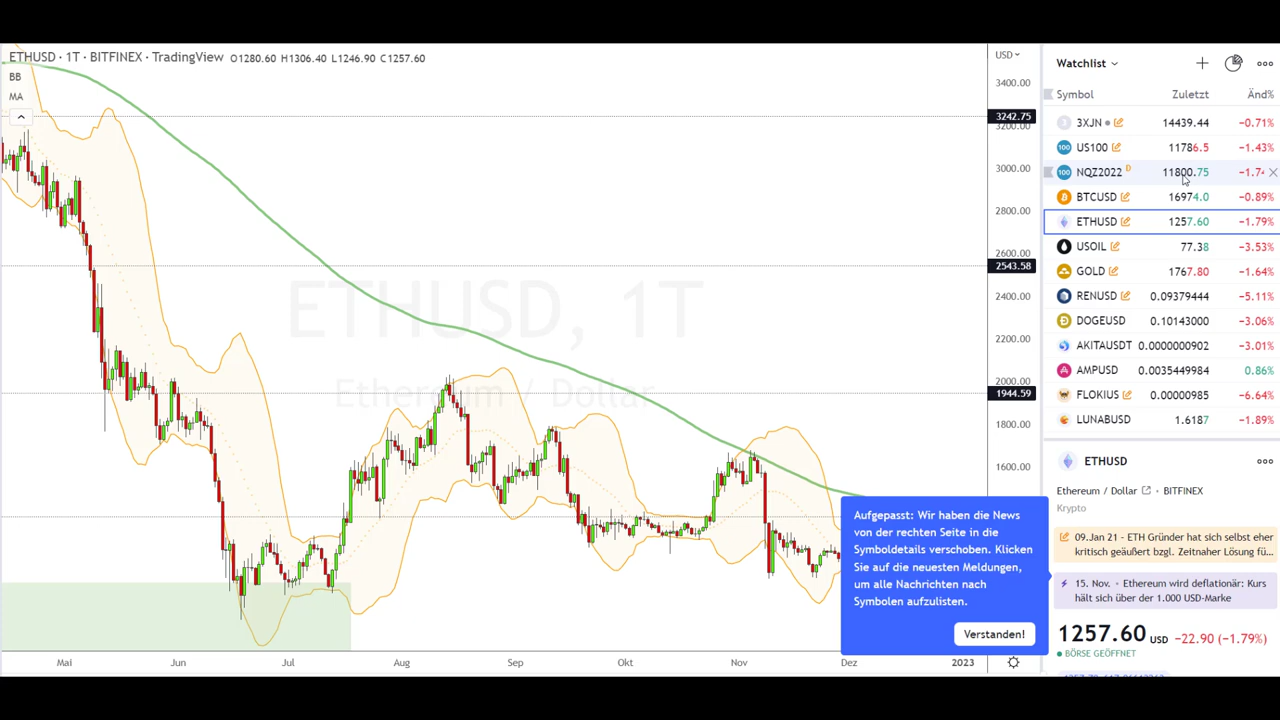 ETHUSD · 1T · BITFINEX · TradingView O1280.60 H1306.40 L1246.90 C1257.60
BB
MA
ETHUSD, 1T
Ethereum / Dollar
USD
3400.00
3242.75
3200.00
3000.00
2800.00
2600.00
2543.58
2400.00
2200.00
2000.00
1944.59
1800.00
1600.00
Mai Jun Jul Aug Sep Okt Nov Dez 2023
Aufgepasst: Wir haben die News
von der rechten Seite in die
Symboldetails verschoben. Klicken
Sie auf die neuesten Meldungen,
um alle Nachrichten nach
Symbolen aufzulisten.
Verstanden!
Watchlist
Symbol Zuletzt Änd%
3XJN 14439.44 −0.71%
US100 11786.5 −1.43%
NQZ2022 D 11800.75 −1.74
BTCUSD 16974.0 −0.89%
ETHUSD 1257.60 −1.79%
USOIL 77.38 −3.53%
GOLD 1767.80 −1.64%
RENUSD 0.09379444 −5.11%
DOGEUSD 0.10143000 −3.06%
AKITAUSDT 0.0000000902 −3.01%
AMPUSD 0.0035449984 0.86%
FLOKIUS 0.00000985 −6.64%
LUNABUSD 1.6187 −1.89%
ETHUSD
Ethereum / Dollar · BITFINEX
Krypto
09.Jan 21 - ETH Gründer hat sich selbst eher
kritisch geäußert bzgl. Zeitnaher Lösung fü...
15. Nov. · Ethereum wird deflationär: Kurs
hält sich über der 1.000 USD-Marke
1257.60 USD −22.90 (−1.79%)
BÖRSE GEÖFFNET